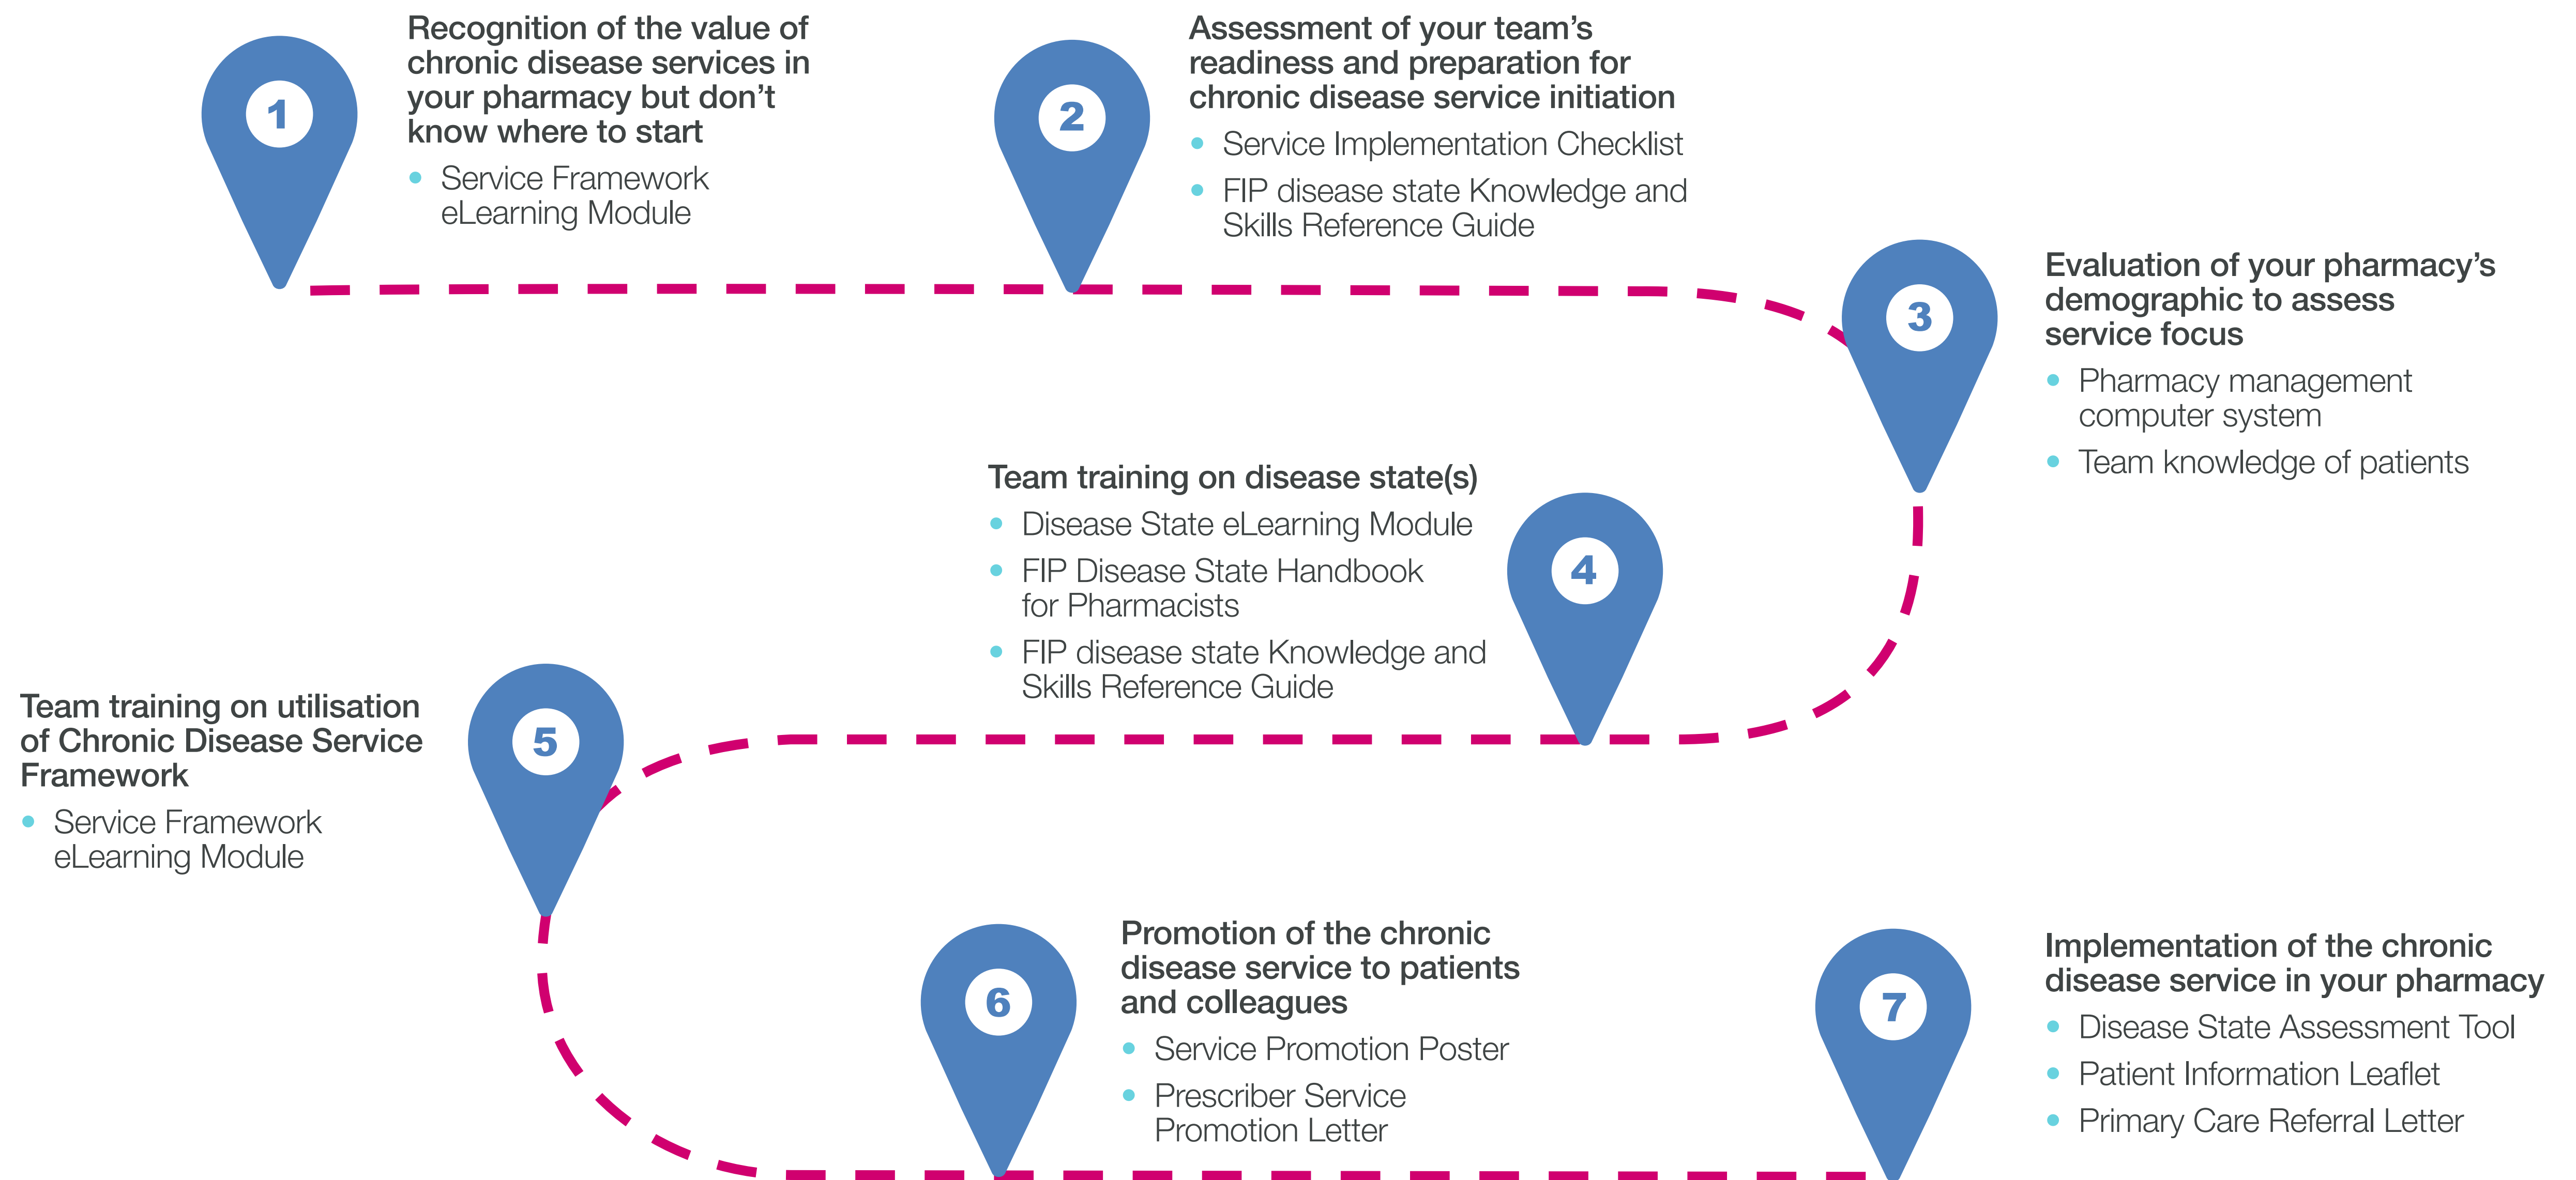 1
Recognition of the value of
chronic disease services in
your pharmacy but don't
know where to start
• Service Framework
eLearning Module
2
Assessment of your team's
readiness and preparation for
chronic disease service initiation
• Service Implementation Checklist
• FIP disease state Knowledge and
Skills Reference Guide
3
Evaluation of your pharmacy's
demographic to assess
service focus
• Pharmacy management
computer system
• Team knowledge of patients
4
Team training on disease state(s)
• Disease State eLearning Module
• FIP Disease State Handbook
for Pharmacists
• FIP disease state Knowledge and
Skills Reference Guide
5
Team training on utilisation
of Chronic Disease Service
Framework
• Service Framework
eLearning Module
6
Promotion of the chronic
disease service to patients
and colleagues
• Service Promotion Poster
• Prescriber Service
Promotion Letter
7
Implementation of the chronic
disease service in your pharmacy
• Disease State Assessment Tool
• Patient Information Leaflet
• Primary Care Referral Letter